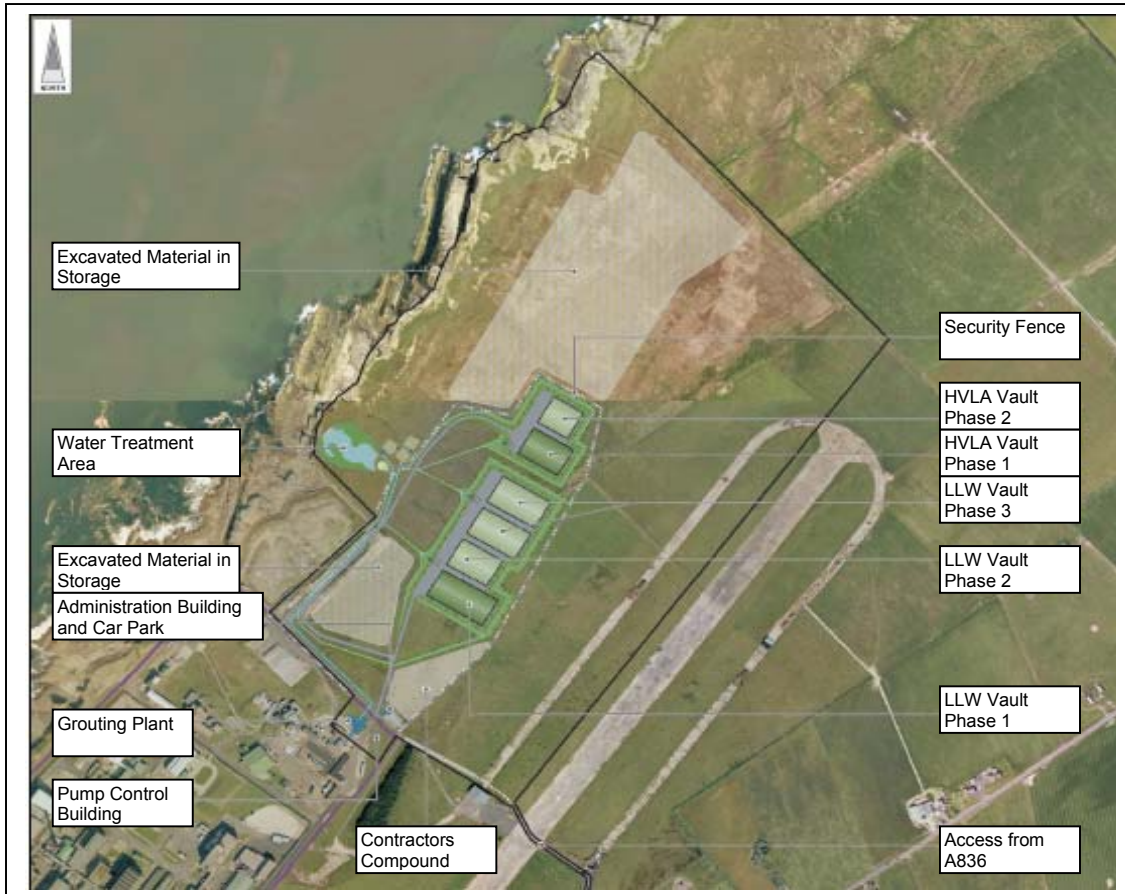 NORTH
Excavated Material in
Storage
Water Treatment
Area
Excavated Material in
Storage
Administration Building
and Car Park
Grouting Plant
Pump Control
Building
Contractors
Compound
Security Fence
HVLA Vault
Phase 2
HVLA Vault
Phase 1
LLW Vault
Phase 3
LLW Vault
Phase 2
LLW Vault
Phase 1
Access from
A836